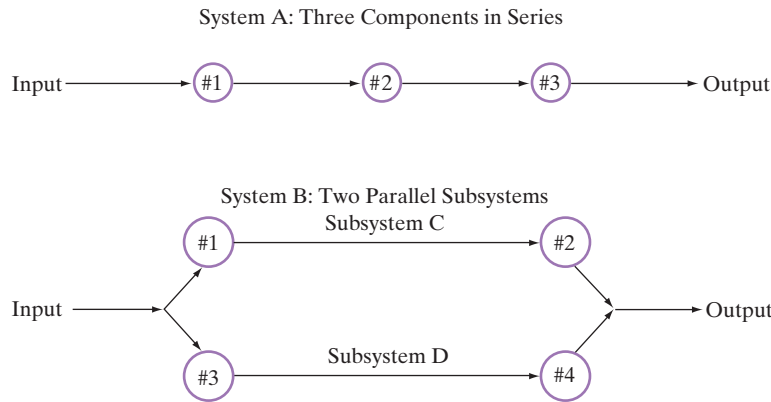 System A: Three Components in Series
Input #1 #2 #3 Output
System B: Two Parallel Subsystems
Subsystem C
#1 #2
Input Output
Subsystem D
#3 #4